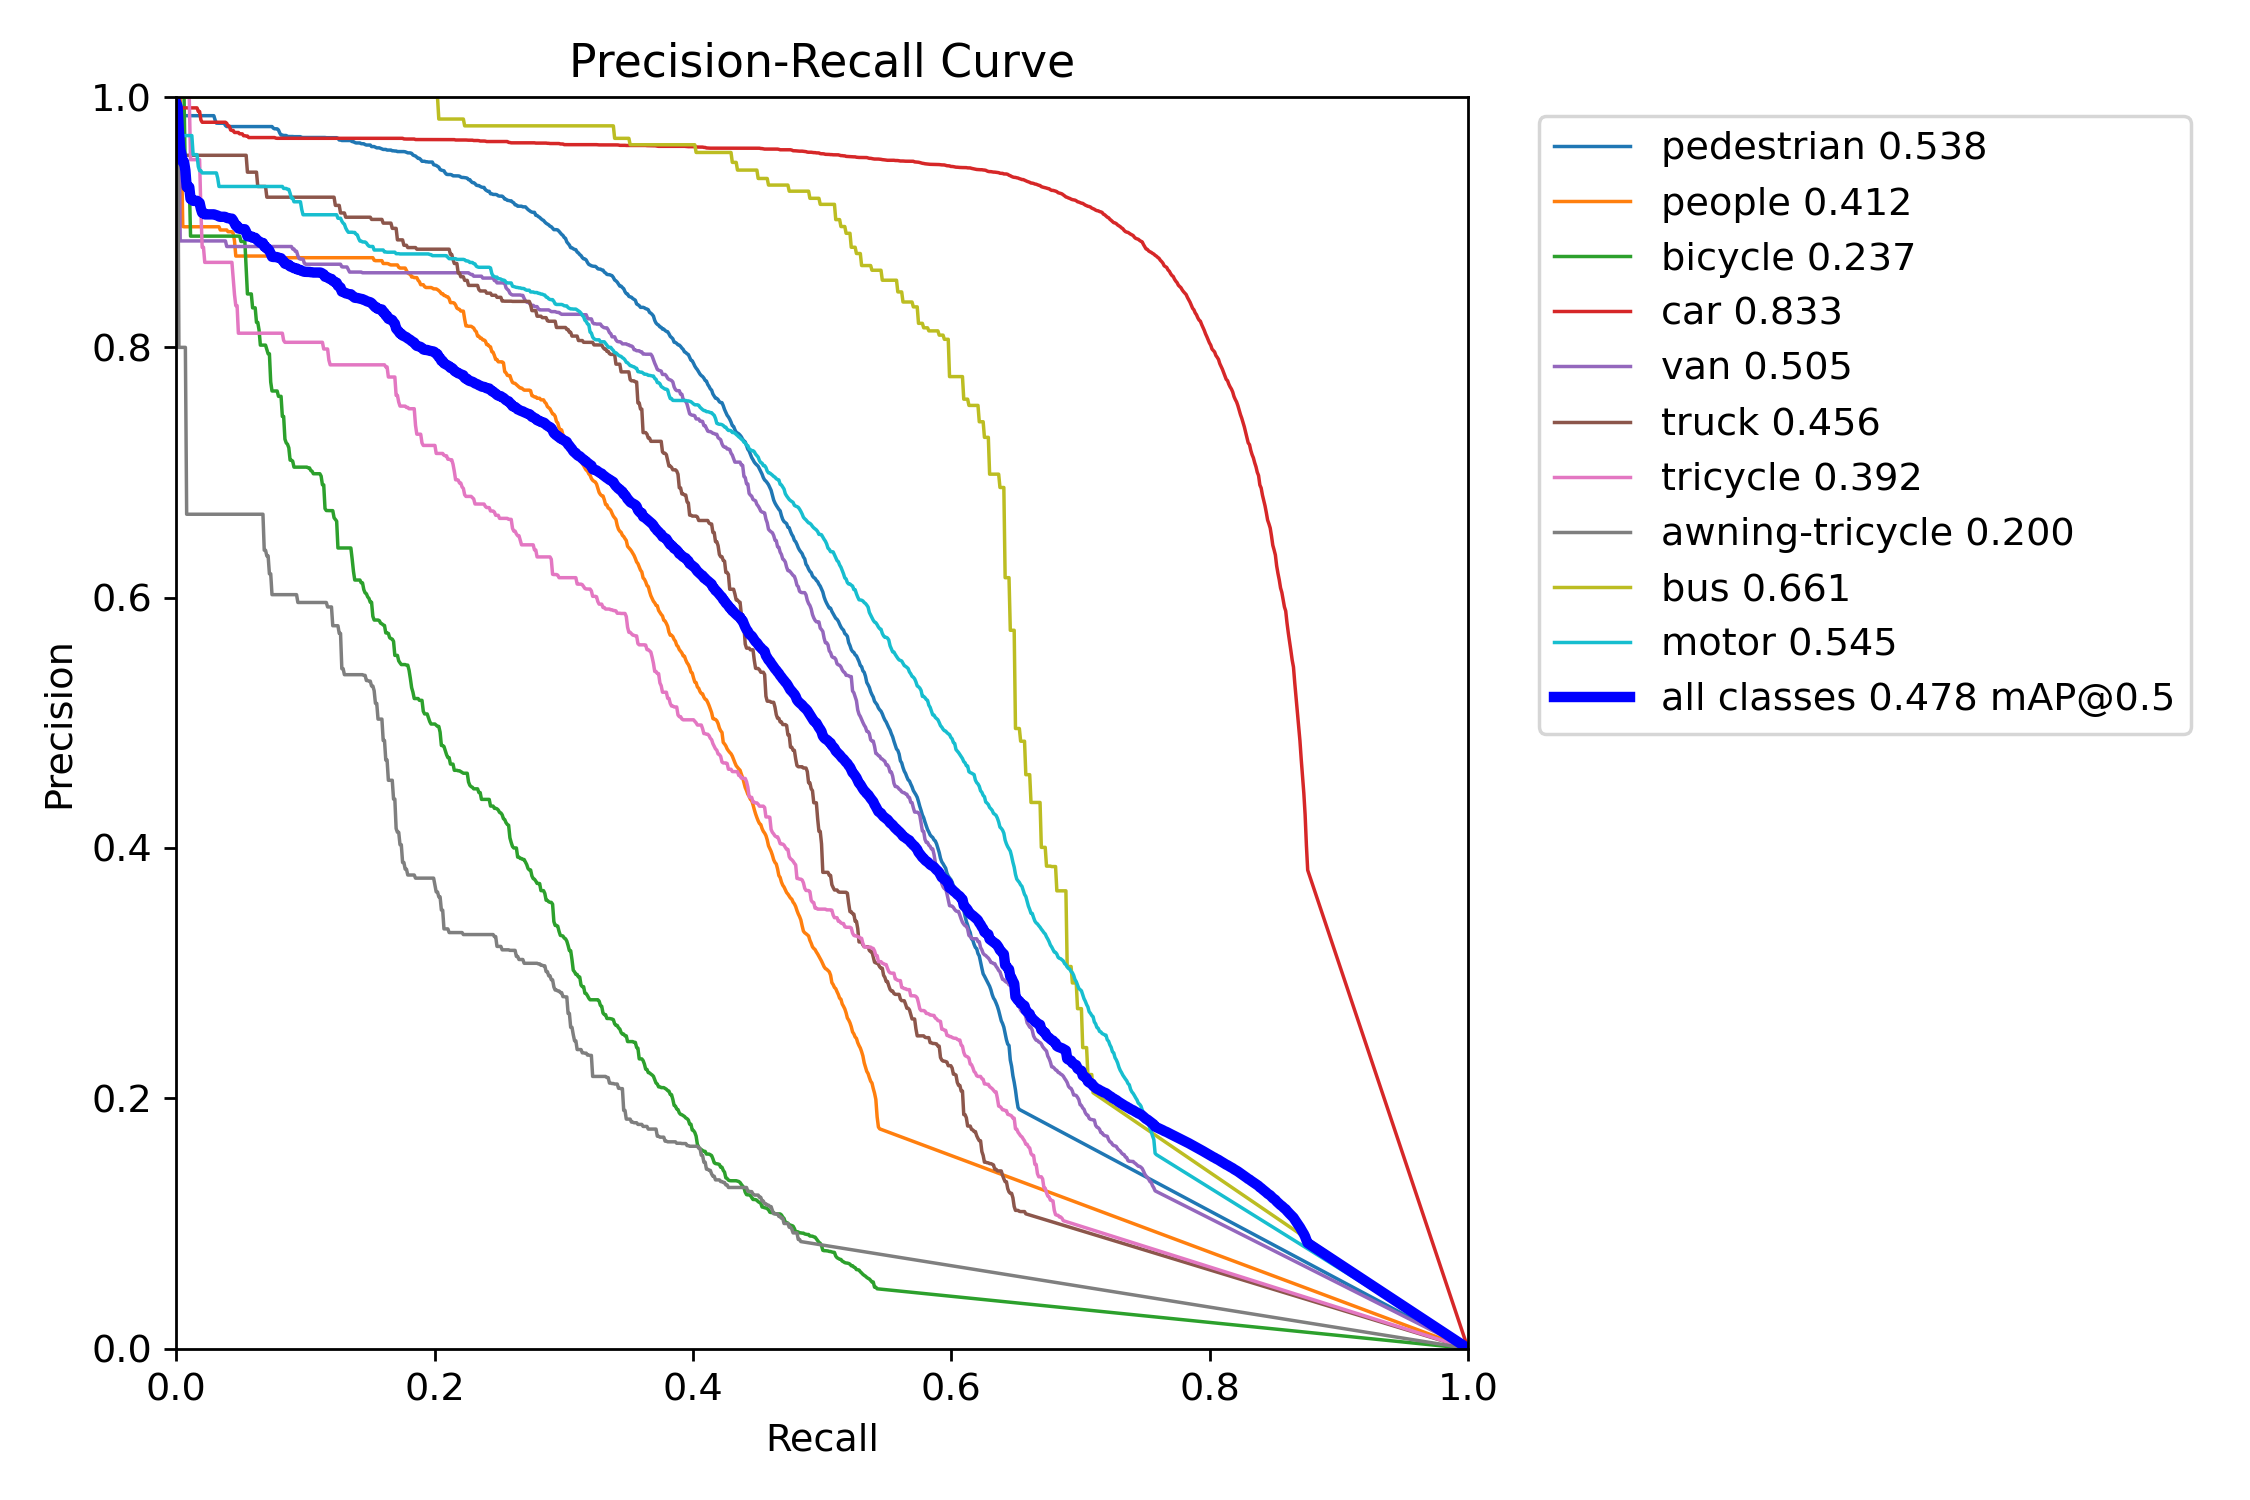 Precision-Recall Curve
1.0
0.8
0.6
0.4
0.2
0.0
Precision
0.0 0.2 0.4 0.6 0.8 1.0
Recall
pedestrian 0.538
people 0.412
bicycle 0.237
car 0.833
van 0.505
truck 0.456
tricycle 0.392
awning-tricycle 0.200
bus 0.661
motor 0.545
all classes 0.478 mAP@0.5